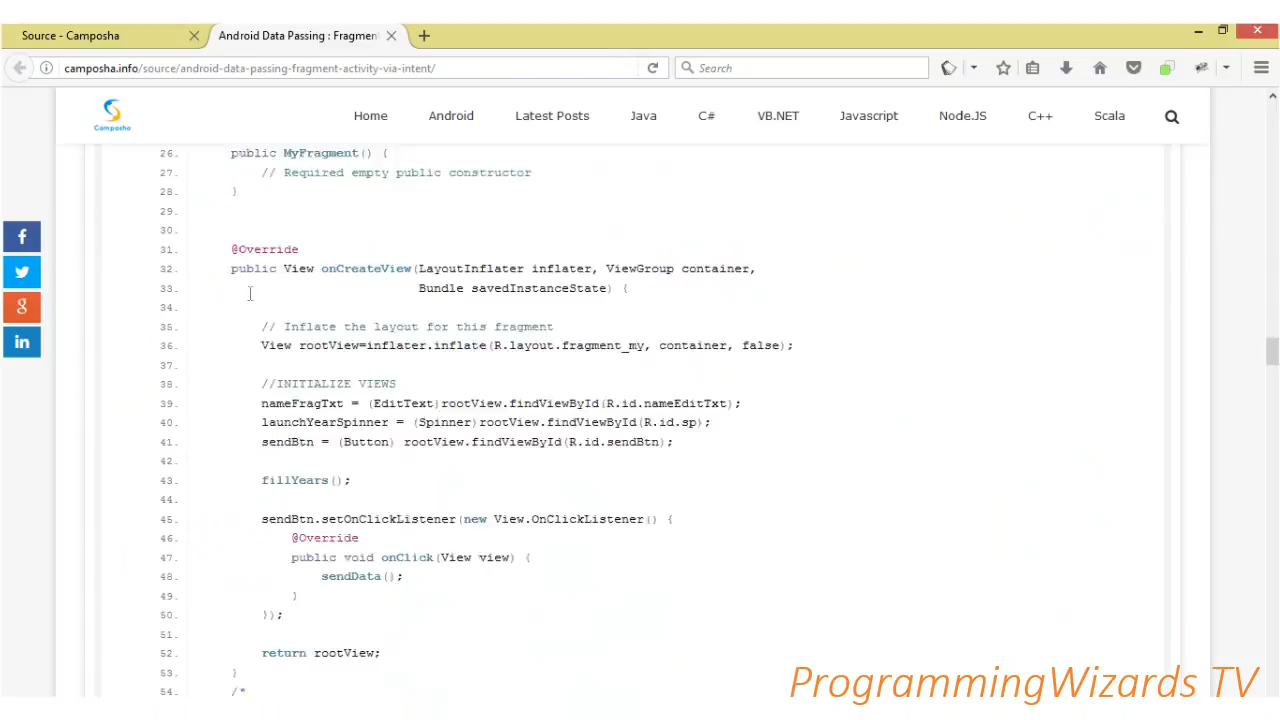 Source - Camposha
Android Data Passing : Fragmen
camposha.info/source/android-data-passing-fragment-activity-via-intent/
Search
Camposha
Home Android Latest Posts Java C# VB.NET Javascript Node.JS C++ Scala
26. public MyFragment() {
27. // Required empty public constructor
28. }
29.
30.
31. @Override
32. public View onCreateView(LayoutInflater inflater, ViewGroup container,
33. Bundle savedInstanceState) {
34.
35. // Inflate the layout for this fragment
36. View rootView=inflater.inflate(R.layout.fragment_my, container, false);
37.
38. //INITIALIZE VIEWS
39. nameFragTxt = (EditText)rootView.findViewById(R.id.nameEditTxt);
40. launchYearSpinner = (Spinner)rootView.findViewById(R.id.sp);
41. sendBtn = (Button) rootView.findViewById(R.id.sendBtn);
42.
43. fillYears();
44.
45. sendBtn.setOnClickListener(new View.OnClickListener() {
46. @Override
47. public void onClick(View view) {
48. sendData();
49. }
50. });
51.
52. return rootView;
53. }
54. /*
ProgrammingWizards TV